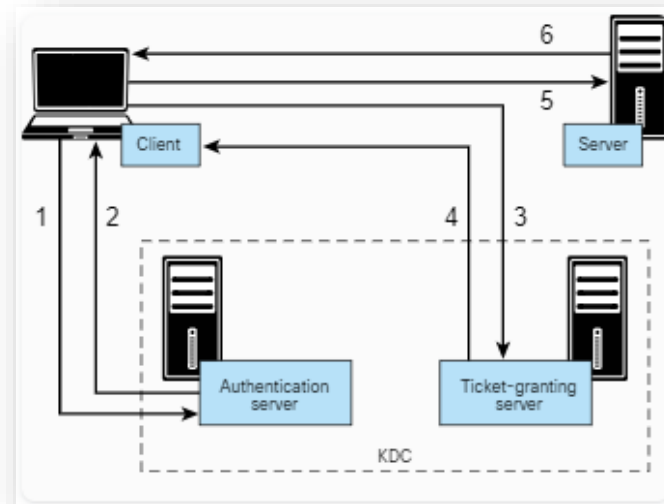 6
5
Client
Server
1
2
4
3
Authentication
server
Ticket-granting
server
KDC